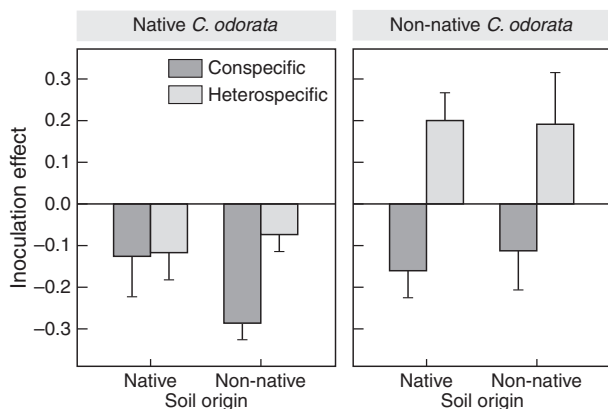 Native C. odorata
Non-native C. odorata
Conspecific
Heterospecific
Inoculation effect
0.3
0.2
0.1
0.0
−0.1
−0.2
−0.3
Native
Non-native
Soil origin
Native
Non-native
Soil origin